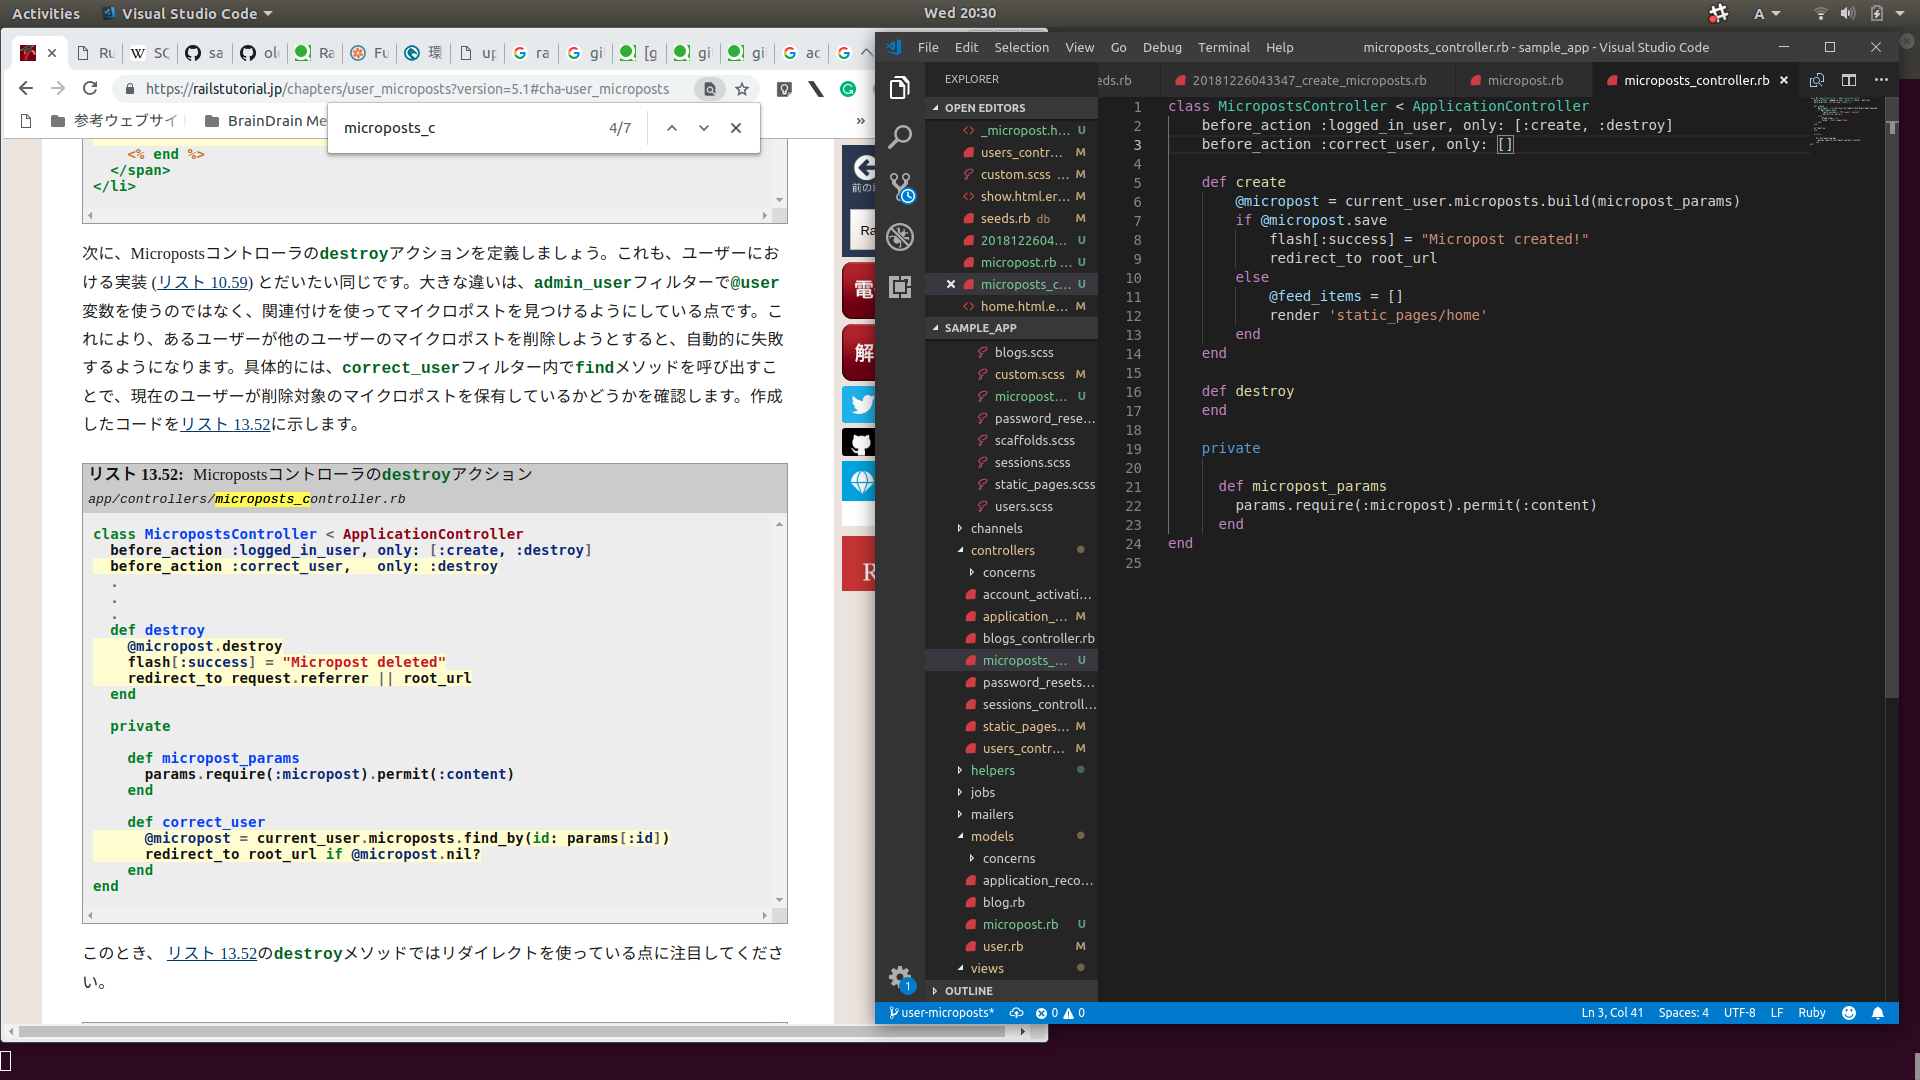 Activities
Visual Studio Code
Wed 20:30
A
Ru
SC
sa
ol
Ra
Fu
環
up
ra
gi
[g
gi
gi
ac
https://railstutorial.jp/chapters/user_microposts?version=5.1#cha-user_microposts
参考ウェブサイ
BrainDrain Me
»
microposts_c
4/7
<% end %>
</span>
</li>
次に、Micropostsコントローラのdestroyアクションを定義しましょう。これも、ユーザーにお
ける実装 (リスト 10.59) とだいたい同じです。大きな違いは、admin_userフィルターで@user
変数を使うのではなく、関連付けを使ってマイクロポストを見つけるようにしている点です。こ
れにより、あるユーザーが他のユーザーのマイクロポストを削除しようとすると、自動的に失敗
するようになります。具体的には、correct_userフィルター内でfindメソッドを呼び出すこ
とで、現在のユーザーが削除対象のマイクロポストを保有しているかどうかを確認します。作成
したコードをリスト 13.52に示します。
リスト 13.52: Micropostsコントローラのdestroyアクション
app/controllers/microposts_controller.rb
class MicropostsController < ApplicationController
before_action :logged_in_user, only: [:create, :destroy]
before_action :correct_user,   only: :destroy
.
.
.
def destroy
@micropost.destroy
flash[:success] = "Micropost deleted"
redirect_to request.referrer || root_url
end
private
def micropost_params
params.require(:micropost).permit(:content)
end
def correct_user
@micropost = current_user.microposts.find_by(id: params[:id])
redirect_to root_url if @micropost.nil?
end
end
このとき、 リスト 13.52のdestroyメソッドではリダイレクトを使っている点に注目してくださ
い。
Ra
電
解
R
File Edit Selection View Go Debug Terminal Help
microposts_controller.rb - sample_app - Visual Studio Code
EXPLORER
OPEN EDITORS
_micropost.h... U
users_contr... M
custom.scss ... M
show.html.er... M
seeds.rb db M
2018122604... U
micropost.rb ... U
microposts_c... U
home.html.e... M
SAMPLE_APP
blogs.scss
custom.scss M
micropost... U
password_rese...
scaffolds.scss
sessions.scss
static_pages.scss
users.scss
channels
controllers
concerns
account_activati...
application_... M
blogs_controller.rb
microposts_... U
password_resets...
sessions_controll...
static_pages... M
users_contr... M
helpers
jobs
mailers
models
concerns
application_reco...
blog.rb
micropost.rb U
user.rb M
views
OUTLINE
eds.rb
20181226043347_create_microposts.rb
micropost.rb
microposts_controller.rb
1 class MicropostsController < ApplicationController
2 before_action :logged_in_user, only: [:create, :destroy]
3 before_action :correct_user, only: []
4
5 def create
6 @micropost = current_user.microposts.build(micropost_params)
7 if @micropost.save
8 flash[:success] = "Micropost created!"
9 redirect_to root_url
10 else
11 @feed_items = []
12 render 'static_pages/home'
13 end
14 end
15
16 def destroy
17 end
18
19 private
20
21 def micropost_params
22 params.require(:micropost).permit(:content)
23 end
24 end
25
1
user-microposts*
0
0
Ln 3, Col 41
Spaces: 4
UTF-8
LF
Ruby